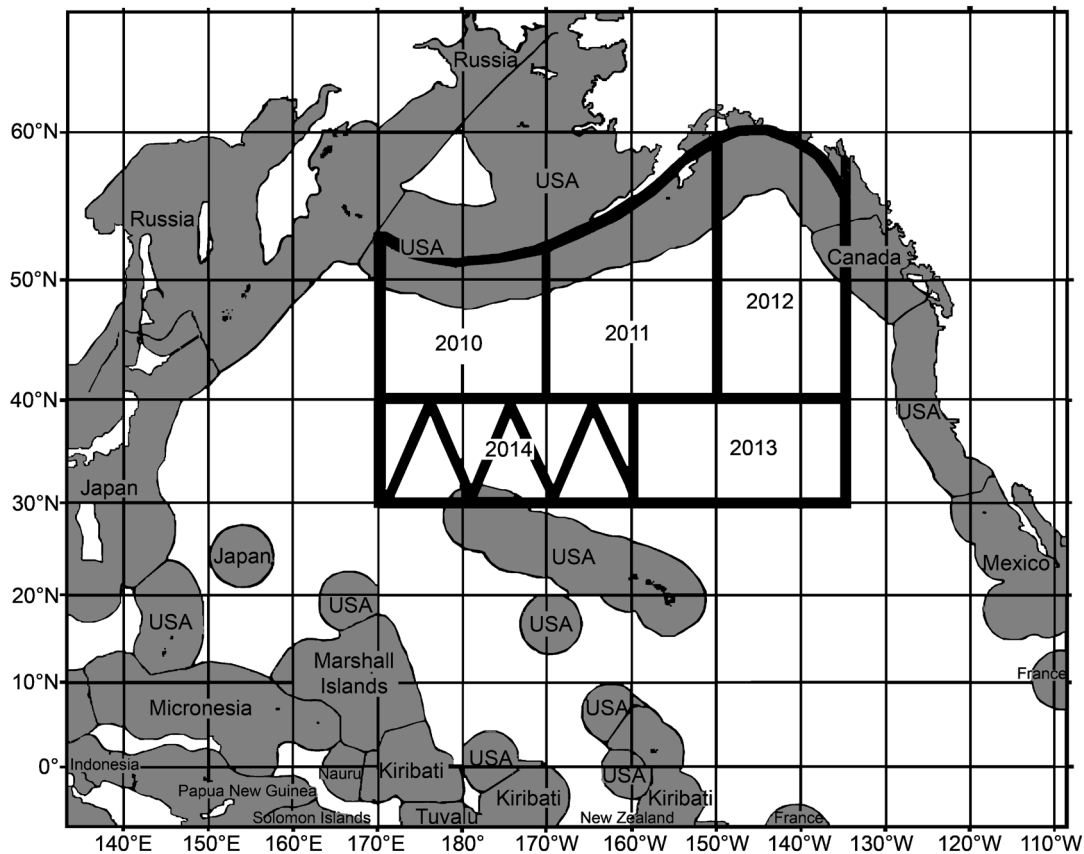 Russia
60°N
USA
Russia
USA
Canada
50°N
2012
2010
2011
40°N
USA
2014
2013
Japan
30°N
Japan
USA
Mexico
20°N
USA
USA
USA
Marshall
Islands
10°N
France
Micronesia
USA
USA
0°
Indonesia
Nauru
Kiribati
USA
Papua New Guinea
Kiribati
Kiribati
Solomon Islands
Tuvalu
New Zealand
France
140°E 150°E 160°E 170°E 180° 170°W 160°W 150°W 140°W 130°W 120°W 110°W